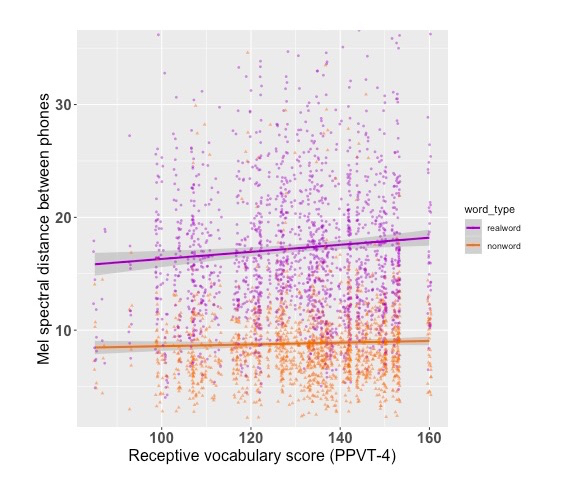 Mel spectral distance between phones
30
20
10
100 120 140 160
Receptive vocabulary score (PPVT-4)
word_type
realword
nonword